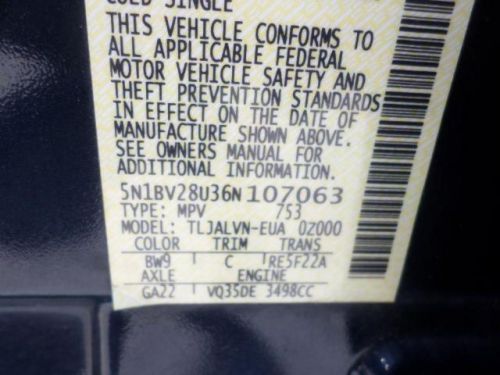 COLD SINGLE
THIS VEHICLE CONFORMS TO
ALL APPLICABLE FEDERAL
MOTOR VEHICLE SAFETY AND
THEFT PREVENTION STANDARDS
IN EFFECT ON THE DATE OF
MANUFACTURE SHOWN ABOVE.
SEE OWNERS MANUAL FOR
ADDITIONAL INFORMATION.
5N1BV28U36N107063
TYPE: MPV 753
MODEL: TLJALVN-EUA 0Z000
COLOR TRIM TRANS
BW9 C RE5F22A
AXLE ENGINE
GA22 VQ35DE 3498CC